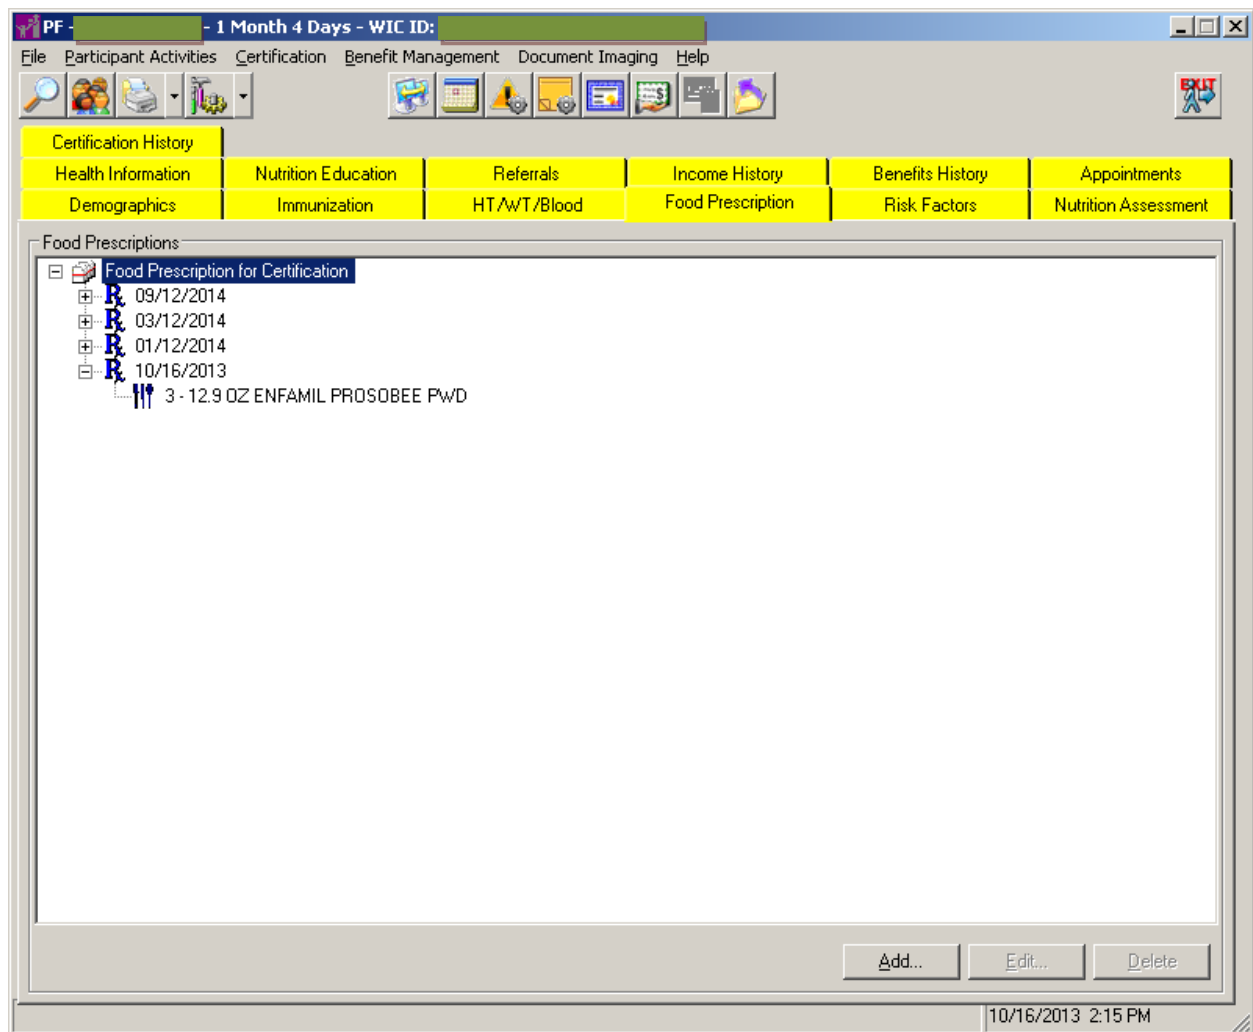 PF - - 1 Month 4 Days - WIC ID:
File Participant Activities Certification Benefit Management Document Imaging Help
EXIT
Certification History
Health Information Nutrition Education Referrals Income History Benefits History Appointments
Demographics Immunization HT/WT/Blood Food Prescription Risk Factors Nutrition Assessment
Food Prescriptions
Food Prescription for Certification
09/12/2014
03/12/2014
01/12/2014
10/16/2013
3 - 12.9 OZ ENFAMIL PROSOBEE PWD
Add... Edit... Delete
10/16/2013 2:15 PM